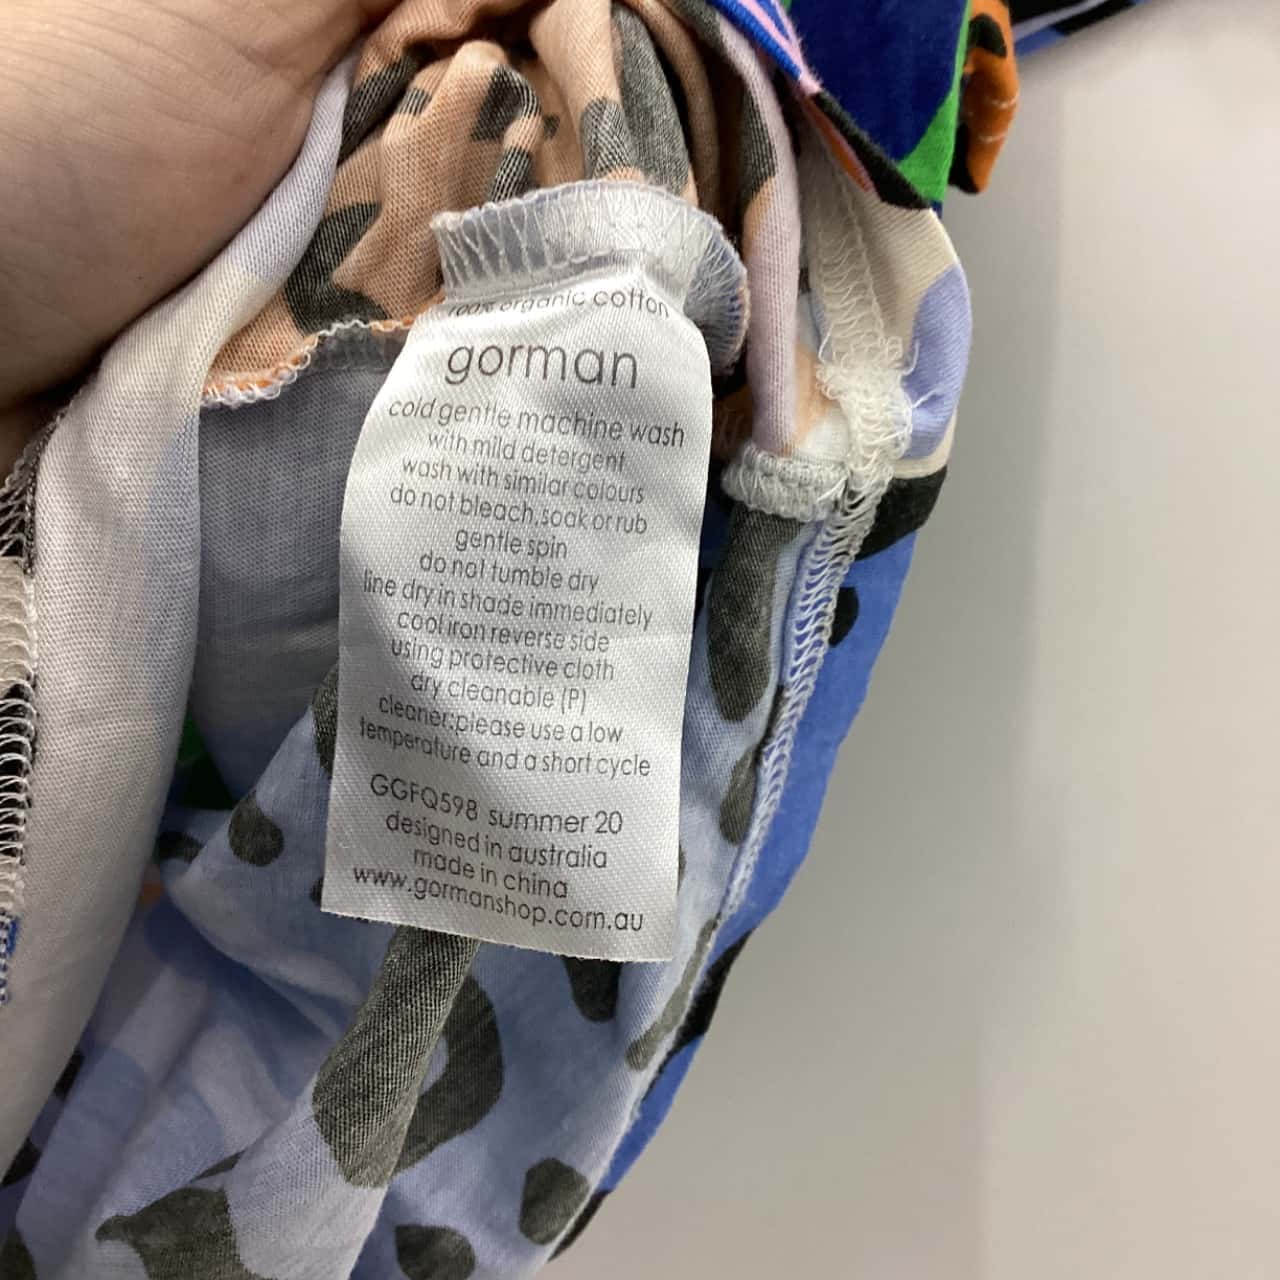 100% organic cotton
gorman
cold gentle machine wash
with mild detergent
wash with similar colours
do not bleach,soak or rub
gentle spin
do not tumble dry
line dry in shade immediately
cool iron reverse side
using protective cloth
dry cleanable (P)
cleaner:please use a low
temperature and a short cycle
GGFQ598 summer 20
designed in australia
made in china
www.gormanshop.com.au